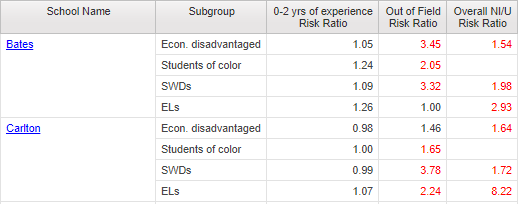 School Name Subgroup 0-2 yrs of experience Out of Field Overall NI/U
Risk Ratio Risk Ratio Risk Ratio
Bates Econ. disadvantaged 1.05 3.45 1.54
Students of color 1.24 2.05
SWDs 1.09 3.32 1.98
ELs 1.26 1.00 2.93
Carlton Econ. disadvantaged 0.98 1.46 1.64
Students of color 1.00 1.65
SWDs 0.99 3.78 1.72
ELs 1.07 2.24 8.22